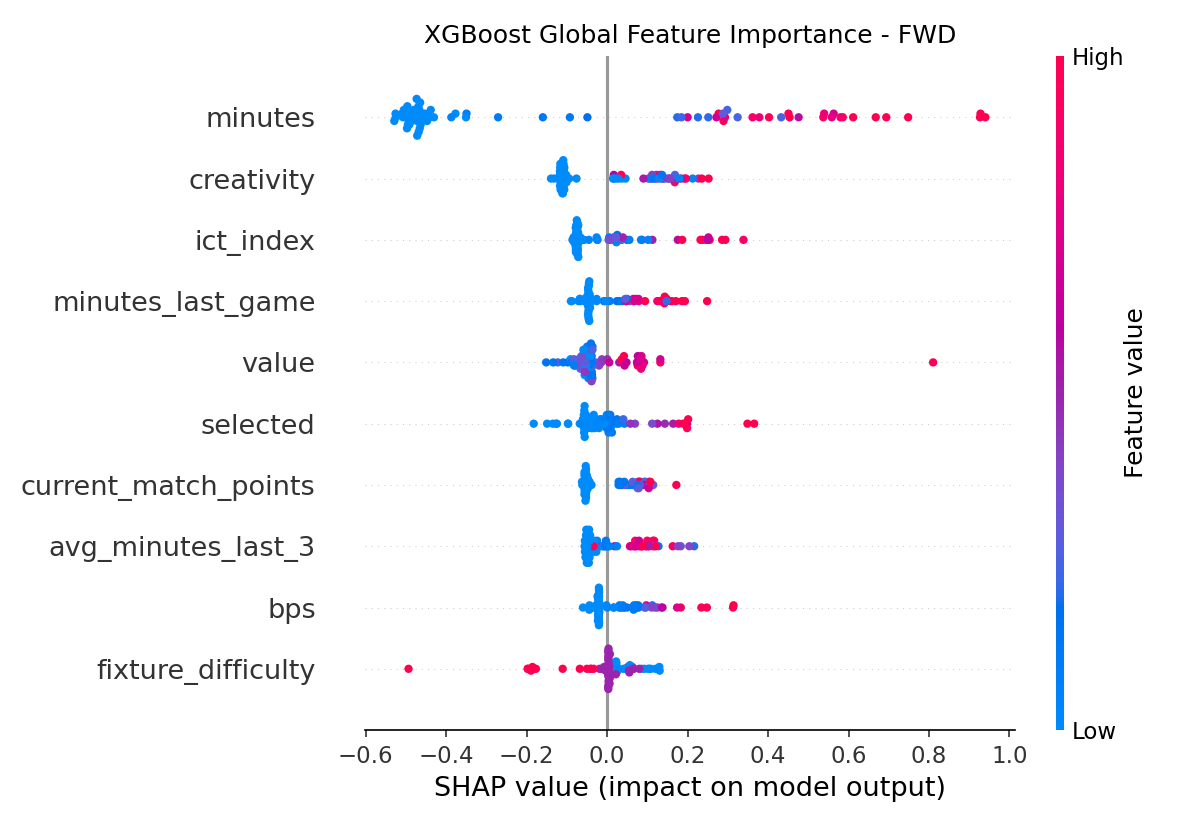 XGBoost Global Feature Importance - FWD
High
minutes
creativity
ict_index
minutes_last_game
value
selected
current_match_points
avg_minutes_last_3
bps
fixture_difficulty
Feature value
Low
−0.6 −0.4 −0.2 0.0 0.2 0.4 0.6 0.8 1.0
SHAP value (impact on model output)